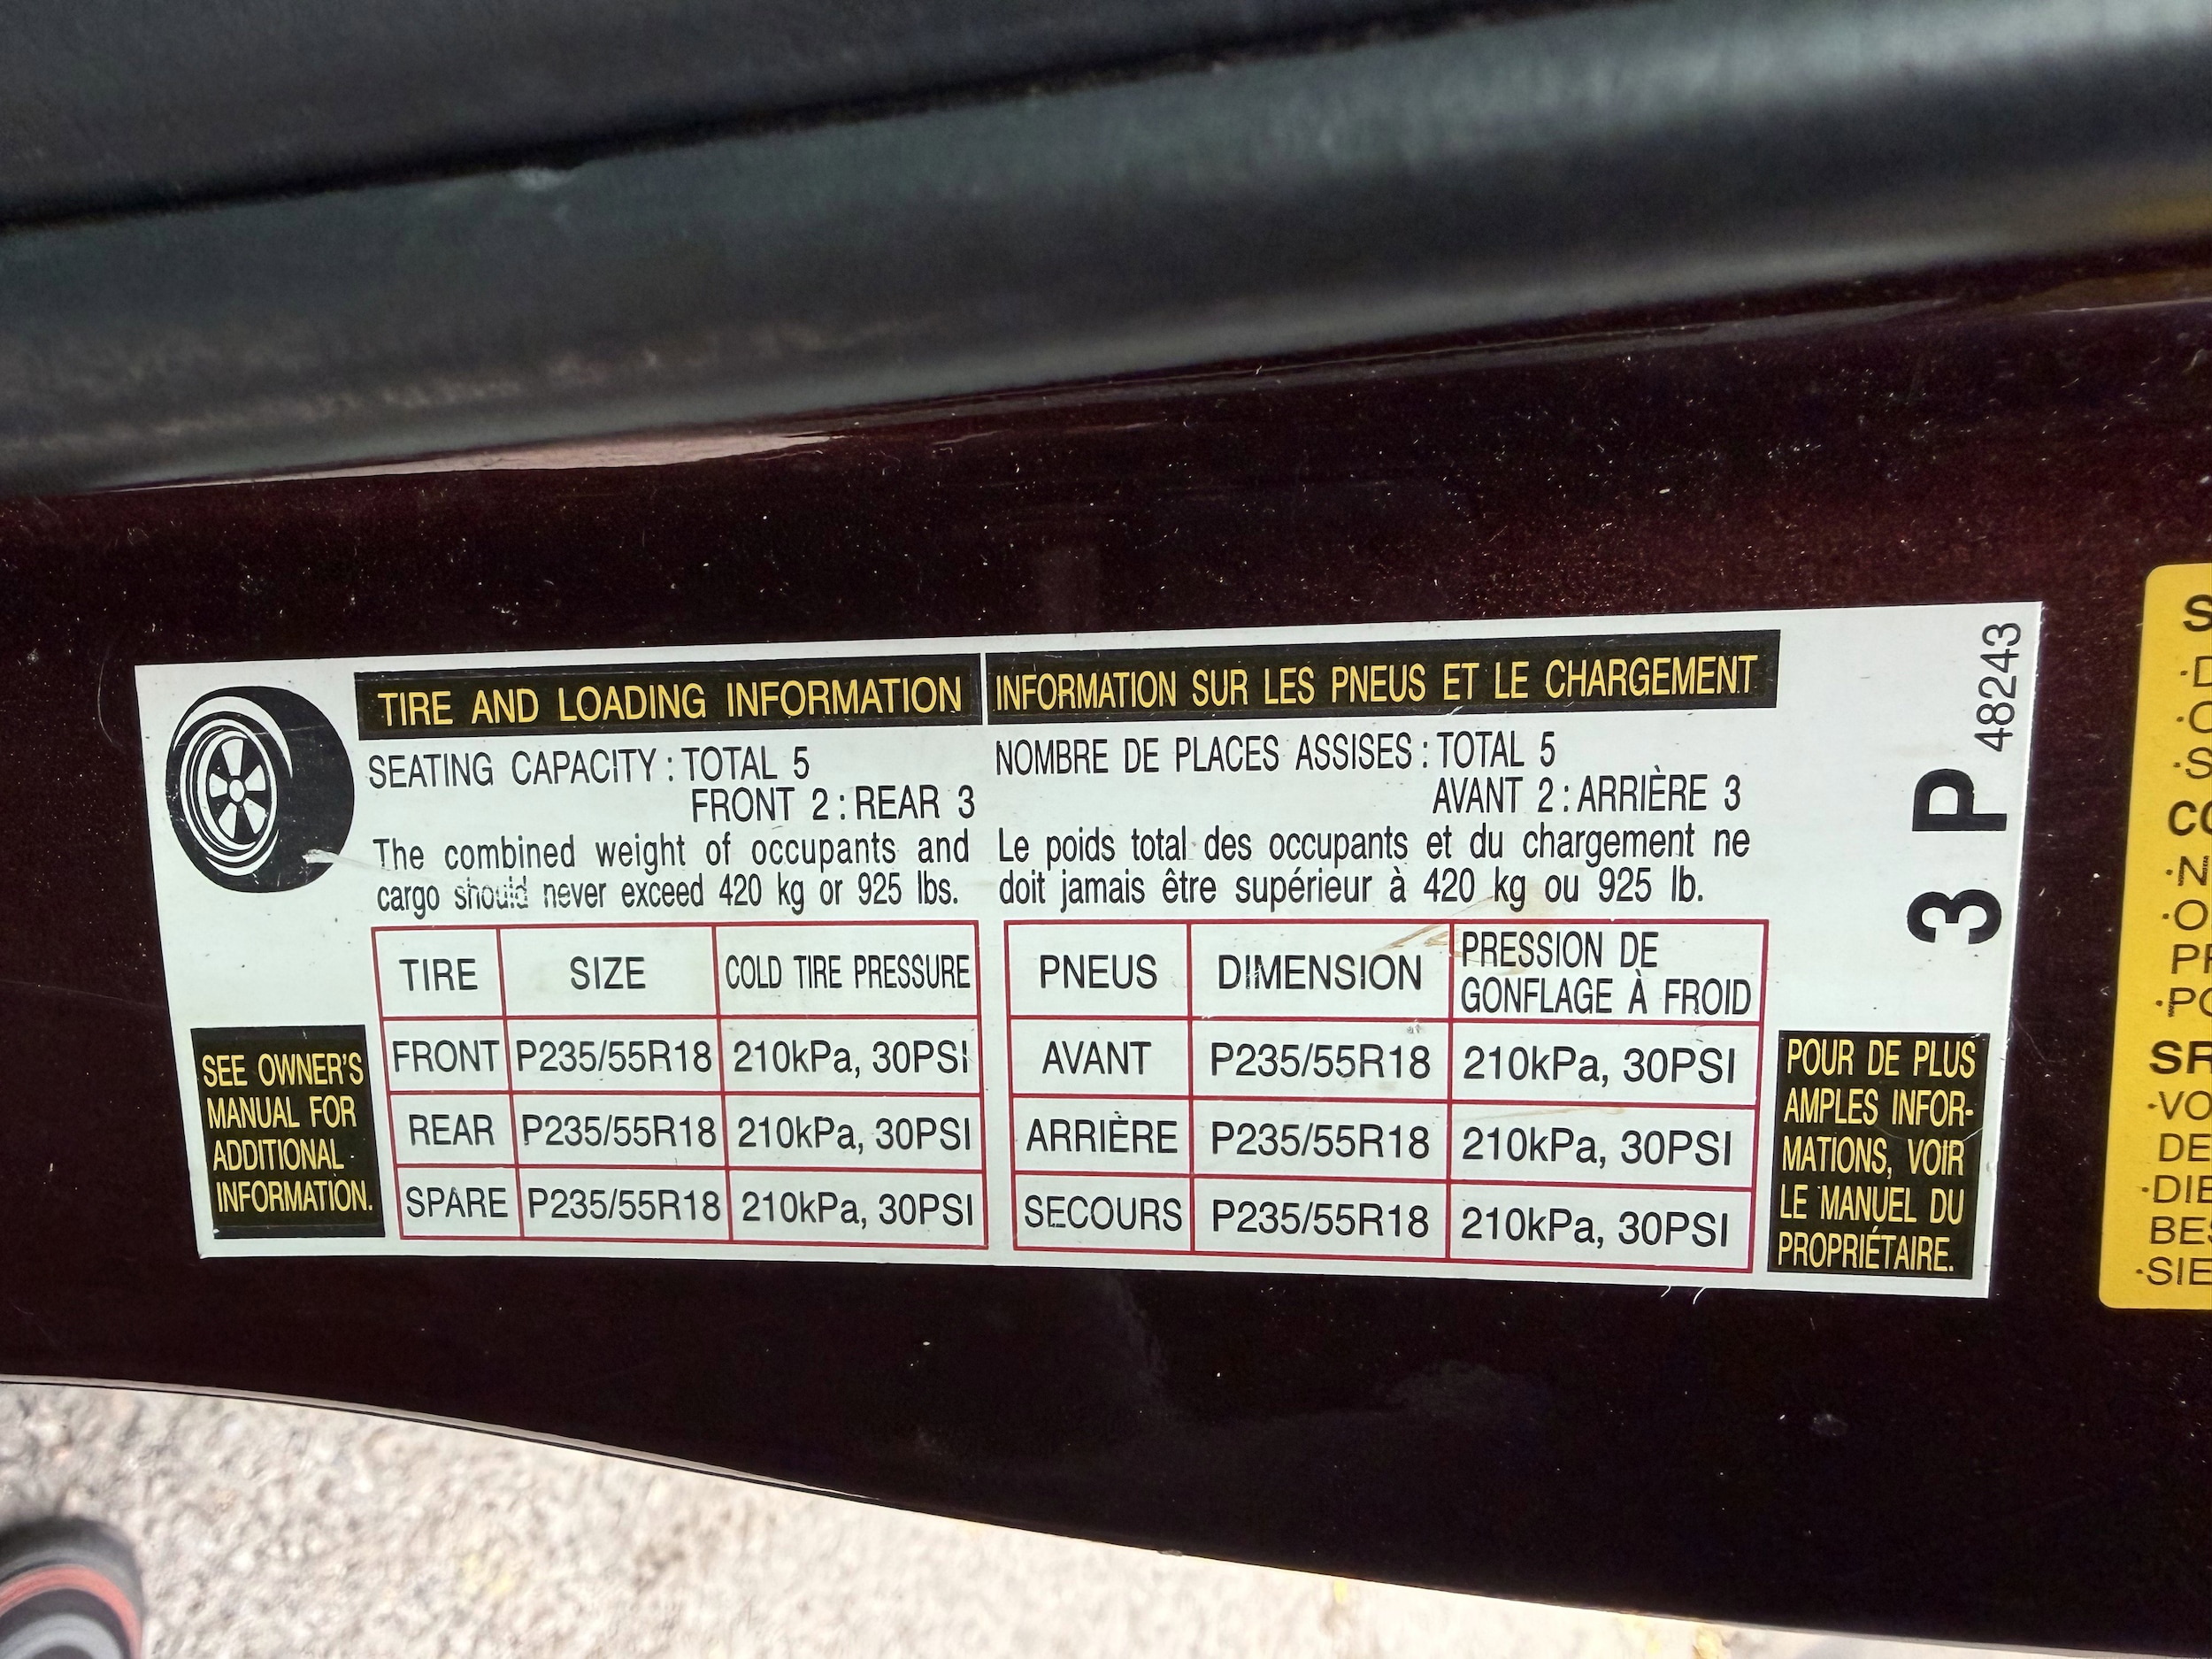 TIRE AND LOADING INFORMATION
SEATING CAPACITY : TOTAL 5
FRONT 2 : REAR 3
The combined weight of occupants and
cargo should never exceed 420 kg or 925 lbs.
TIRE SIZE COLD TIRE PRESSURE
FRONT P235/55R18 210kPa, 30PSI
REAR P235/55R18 210kPa, 30PSI
SPARE P235/55R18 210kPa, 30PSI
SEE OWNER'S
MANUAL FOR
ADDITIONAL
INFORMATION.
INFORMATION SUR LES PNEUS ET LE CHARGEMENT
NOMBRE DE PLACES ASSISES : TOTAL 5
AVANT 2 : ARRIÈRE 3
Le poids total des occupants et du chargement ne
doit jamais être supérieur à 420 kg ou 925 lb.
PNEUS DIMENSION PRESSION DE
GONFLAGE À FROID
AVANT P235/55R18 210kPa, 30PSI
ARRIÈRE P235/55R18 210kPa, 30PSI
SECOURS P235/55R18 210kPa, 30PSI
POUR DE PLUS
AMPLES INFOR-
MATIONS, VOIR
LE MANUEL DU
PROPRIÉTAIRE.
3 P 48243